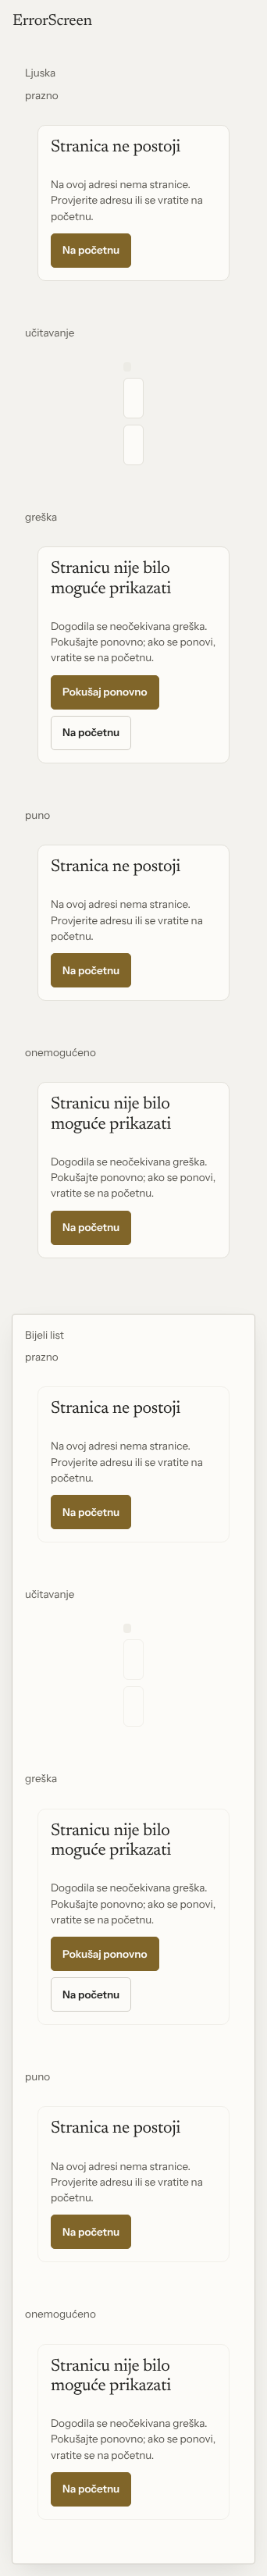 ErrorScreen
Ljuska
prazno
Stranica ne postoji
Na ovoj adresi nema stranice.
Provjerite adresu ili se vratite na
početnu.
Na početnu
učitavanje
greška
Stranicu nije bilo
moguće prikazati
Dogodila se neočekivana greška.
Pokušajte ponovno; ako se ponovi,
vratite se na početnu.
Pokušaj ponovno
Na početnu
puno
Stranica ne postoji
Na ovoj adresi nema stranice.
Provjerite adresu ili se vratite na
početnu.
Na početnu
onemogućeno
Stranicu nije bilo
moguće prikazati
Dogodila se neočekivana greška.
Pokušajte ponovno; ako se ponovi,
vratite se na početnu.
Na početnu
Bijeli list
prazno
Stranica ne postoji
Na ovoj adresi nema stranice.
Provjerite adresu ili se vratite na
početnu.
Na početnu
učitavanje
greška
Stranicu nije bilo
moguće prikazati
Dogodila se neočekivana greška.
Pokušajte ponovno; ako se ponovi,
vratite se na početnu.
Pokušaj ponovno
Na početnu
puno
Stranica ne postoji
Na ovoj adresi nema stranice.
Provjerite adresu ili se vratite na
početnu.
Na početnu
onemogućeno
Stranicu nije bilo
moguće prikazati
Dogodila se neočekivana greška.
Pokušajte ponovno; ako se ponovi,
vratite se na početnu.
Na početnu